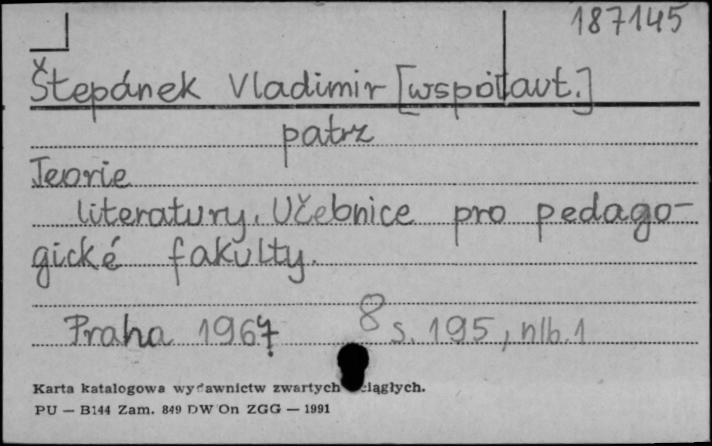 187145
Štepánek Vladimir [współaut.]
patrz
Teorie
literatury. Učebnice pro pedago-
gické fakulty.
Praha 1967 8 s. 195, nlb. 1
Karta katalogowa wydawnictw zwartych ciągłych.
PU — B144 Zam. 849 DW On ZGG — 1991